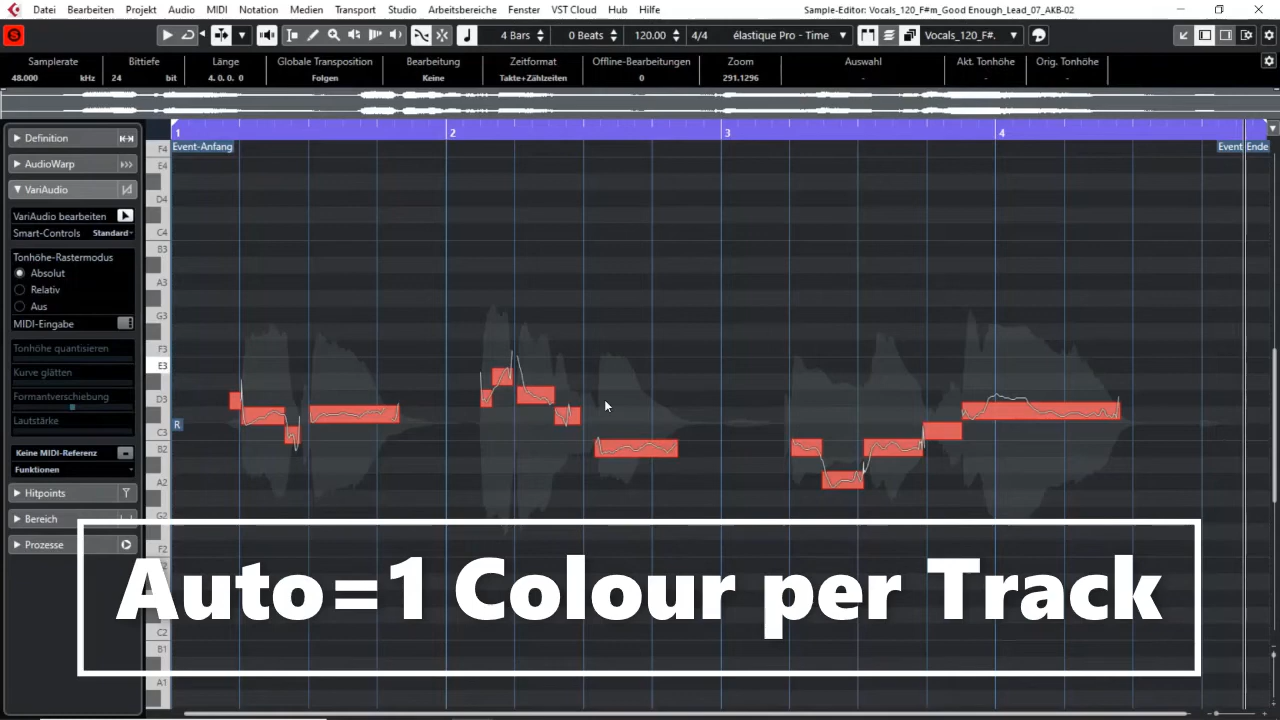 Datei Bearbeiten Projekt Audio MIDI Notation Medien Transport Studio Arbeitsbereiche Fenster VST Cloud Hub Hilfe Sample-Editor: Vocals_120_F#m_Good Enough_Lead_07_AKB-02
4 Bars 0 Beats 120.00 4/4 élastique Pro - Time Vocals_120_F#.
Samplerate Bittiefe Länge Globale Transposition Bearbeitung Zeitformat Offline-Bearbeitungen Zoom Auswahl Akt. Tonhöhe Orig. Tonhöhe
48.000 kHz 24 bit 4. 0. 0. 0 Folgen Keine Takte+Zählzeiten 0 291.1296 - - -
1 2 3 4
Event-Anfang Event Ende
Definition
AudioWarp
VariAudio
VariAudio bearbeiten
Smart-Controls Standard
Tonhöhe-Rastermodus
Absolut
Relativ
Aus
MIDI-Eingabe
Tonhöhe quantisieren
Kurve glätten
Formantverschiebung
Lautstärke
Keine MIDI-Referenz
Funktionen
Hitpoints
Bereich
Prozesse
F4
E4
D4
C4
B3
A3
G3
F3
E3
D3
C3
B2
A2
G2
F2
C2
B1
A1
R
Auto=1 Colour per Track